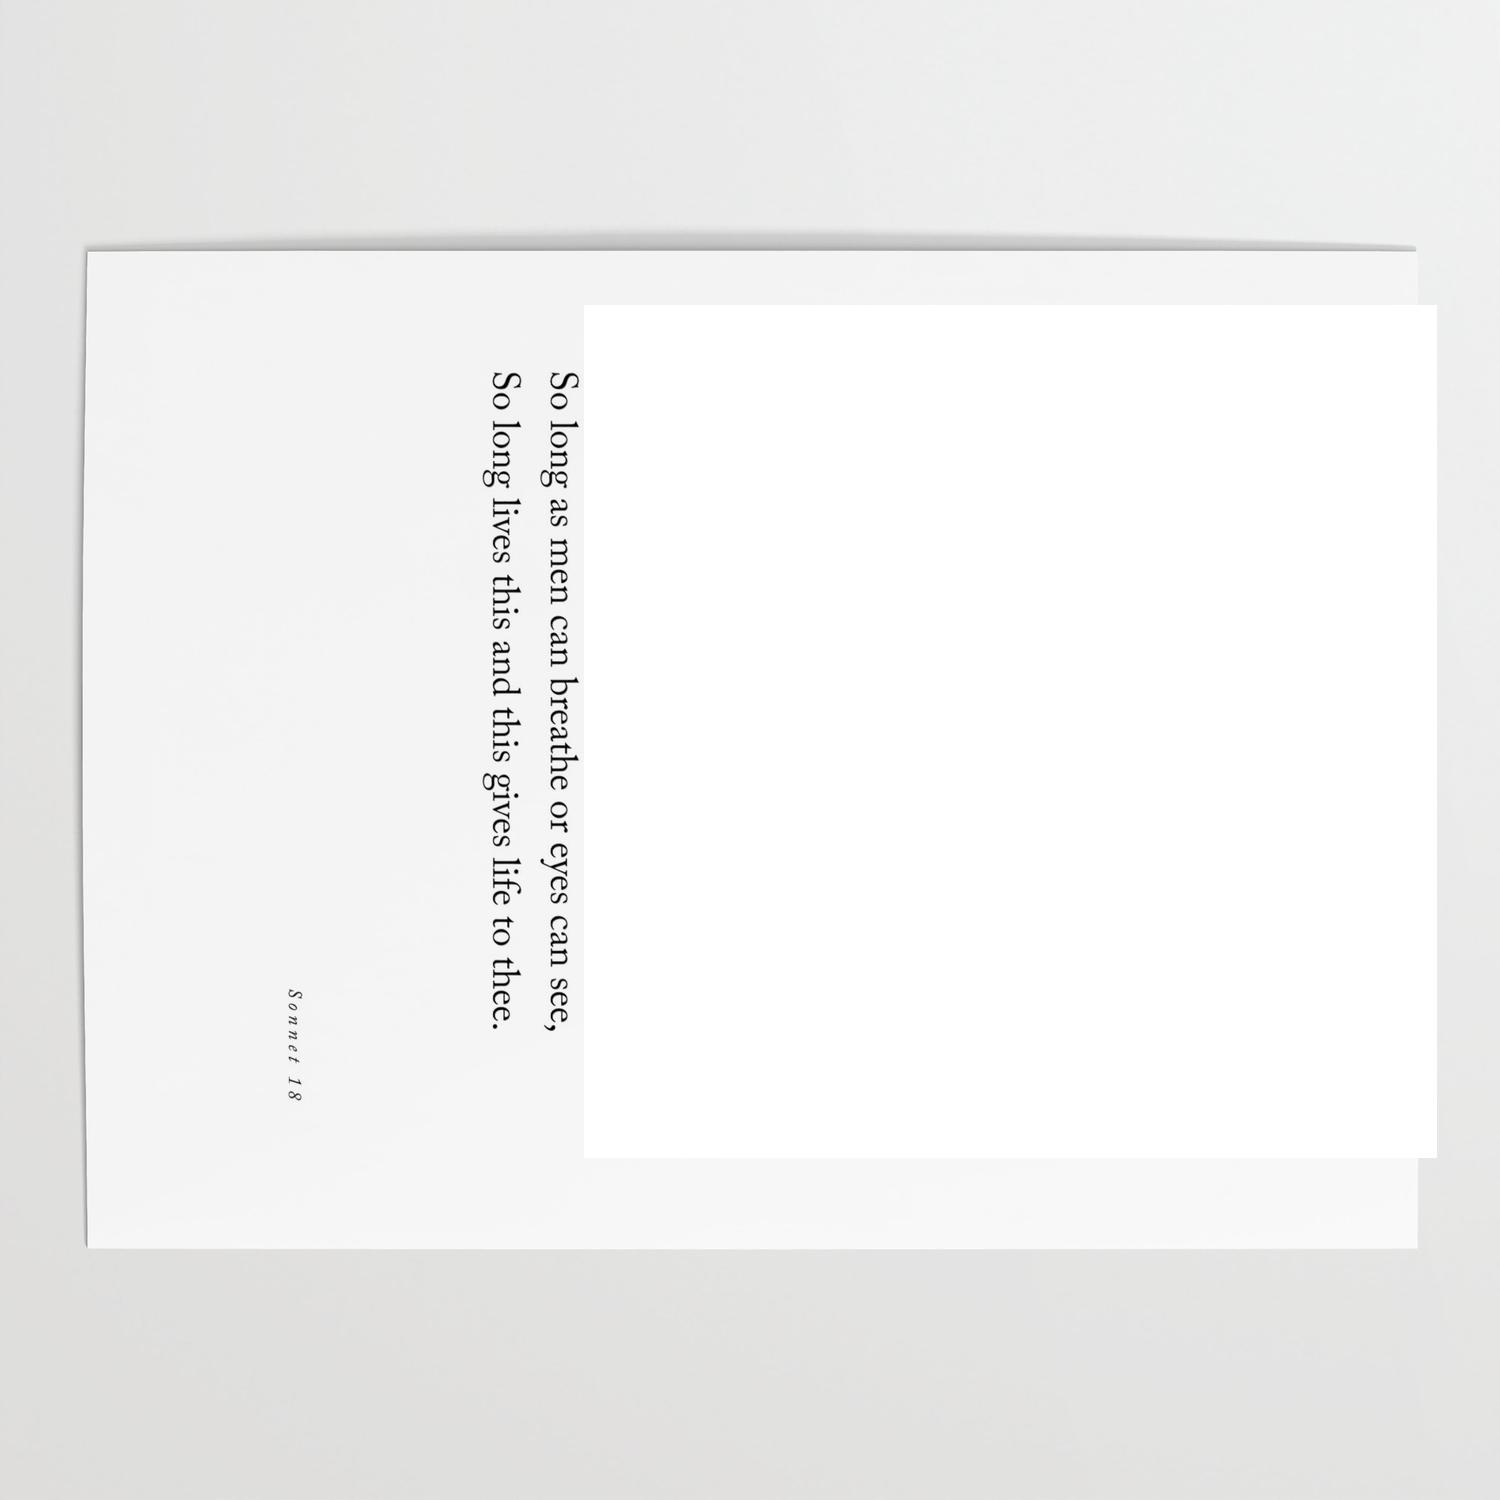 So long as men can breathe or eyes can see,
So long lives this and this gives life to thee.
Sonnet 18